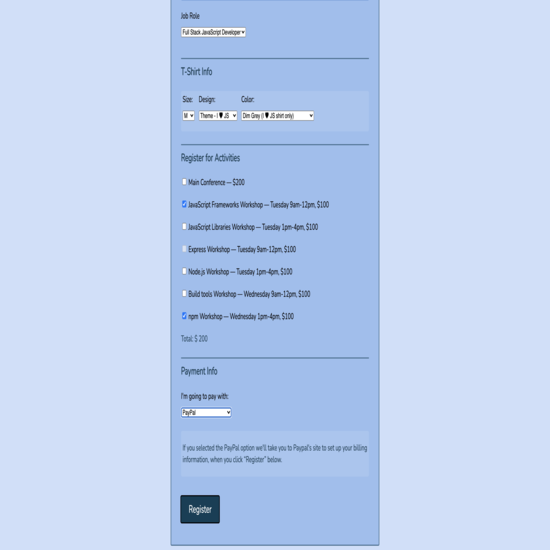 Job Role
Full Stack JavaScript Developer
T-Shirt Info
Size: Design: Color:
M Theme - I ♥ JS Dim Grey (I ♥ JS shirt only)
Register for Activities
Main Conference — $200
JavaScript Frameworks Workshop — Tuesday 9am-12pm, $100
JavaScript Libraries Workshop — Tuesday 1pm-4pm, $100
Express Workshop — Tuesday 9am-12pm, $100
Node.js Workshop — Tuesday 1pm-4pm, $100
Build tools Workshop — Wednesday 9am-12pm, $100
npm Workshop — Wednesday 1pm-4pm, $100
Total: $ 200
Payment Info
I'm going to pay with:
PayPal
If you selected the PayPal option we'll take you to Paypal's site to set up your billing
information, when you click "Register" below.
Register